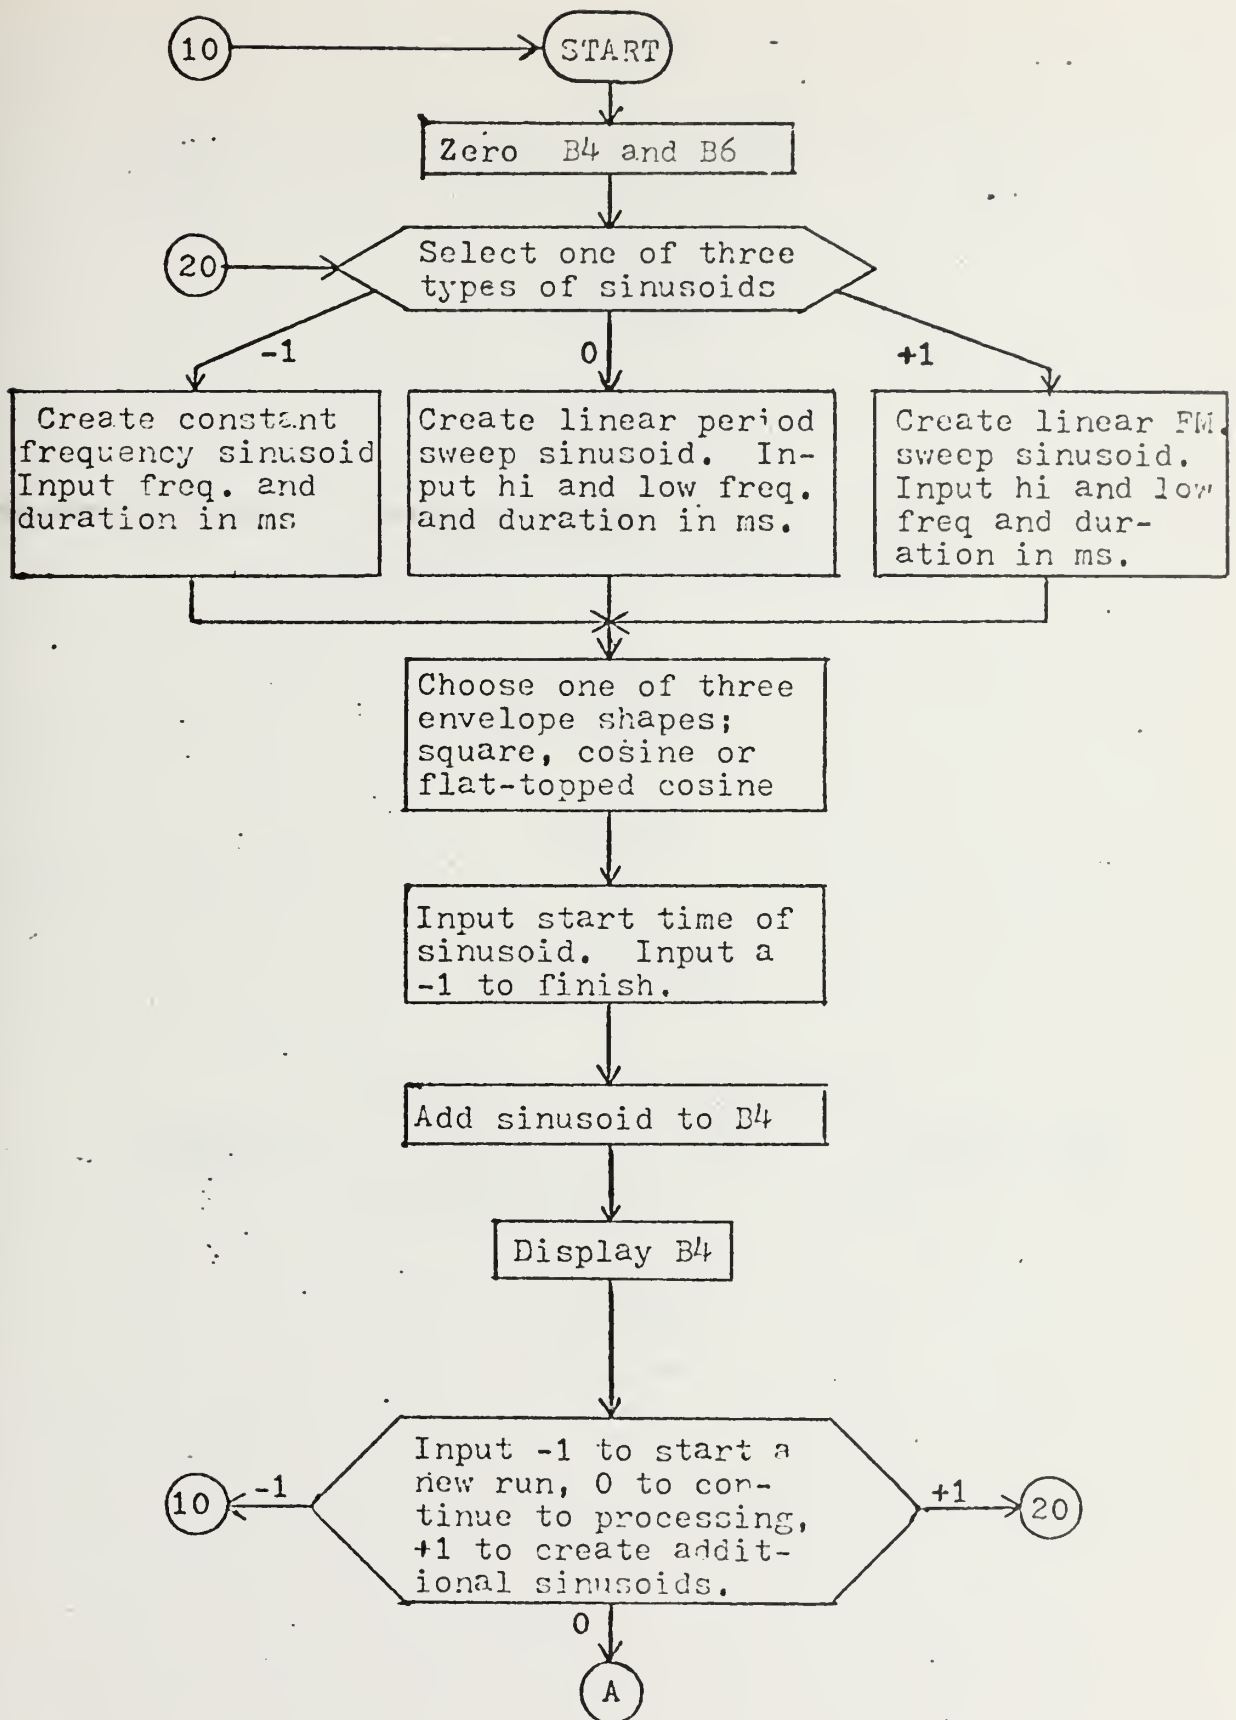 10
START
Zero B4 and B6
20
Select one of three
types of sinusoids
-1
0
+1
Create constant
frequency sinusoid
Input freq. and
duration in ms
Create linear period
sweep sinusoid. In-
put hi and low freq.
and duration in ms.
Create linear FM.
sweep sinusoid.
Input hi and low
freq and dur-
ation in ms.
Choose one of three
envelope shapes;
square, cosine or
flat-topped cosine
Input start time of
sinusoid. Input a
-1 to finish.
Add sinusoid to B4
Display B4
Input -1 to start a
new run, 0 to con-
tinue to processing,
+1 to create addit-
ional sinusoids.
10
-1
+1
20
0
A